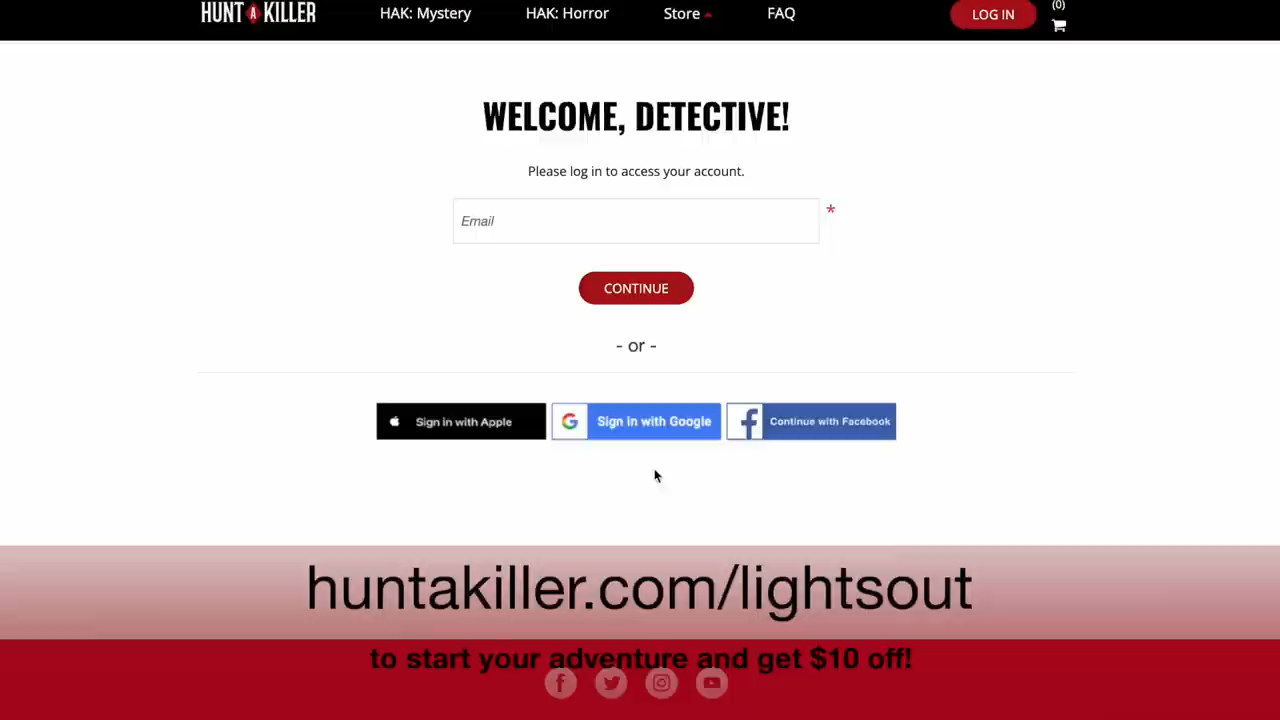 HUNT A KILLER HAK: Mystery HAK: Horror Store FAQ LOG IN (0)
WELCOME, DETECTIVE!
Please log in to access your account.
Email *
CONTINUE
- or -
Sign in with Apple Sign in with Google Continue with Facebook
huntakiller.com/lightsout
to start your adventure and get $10 off!